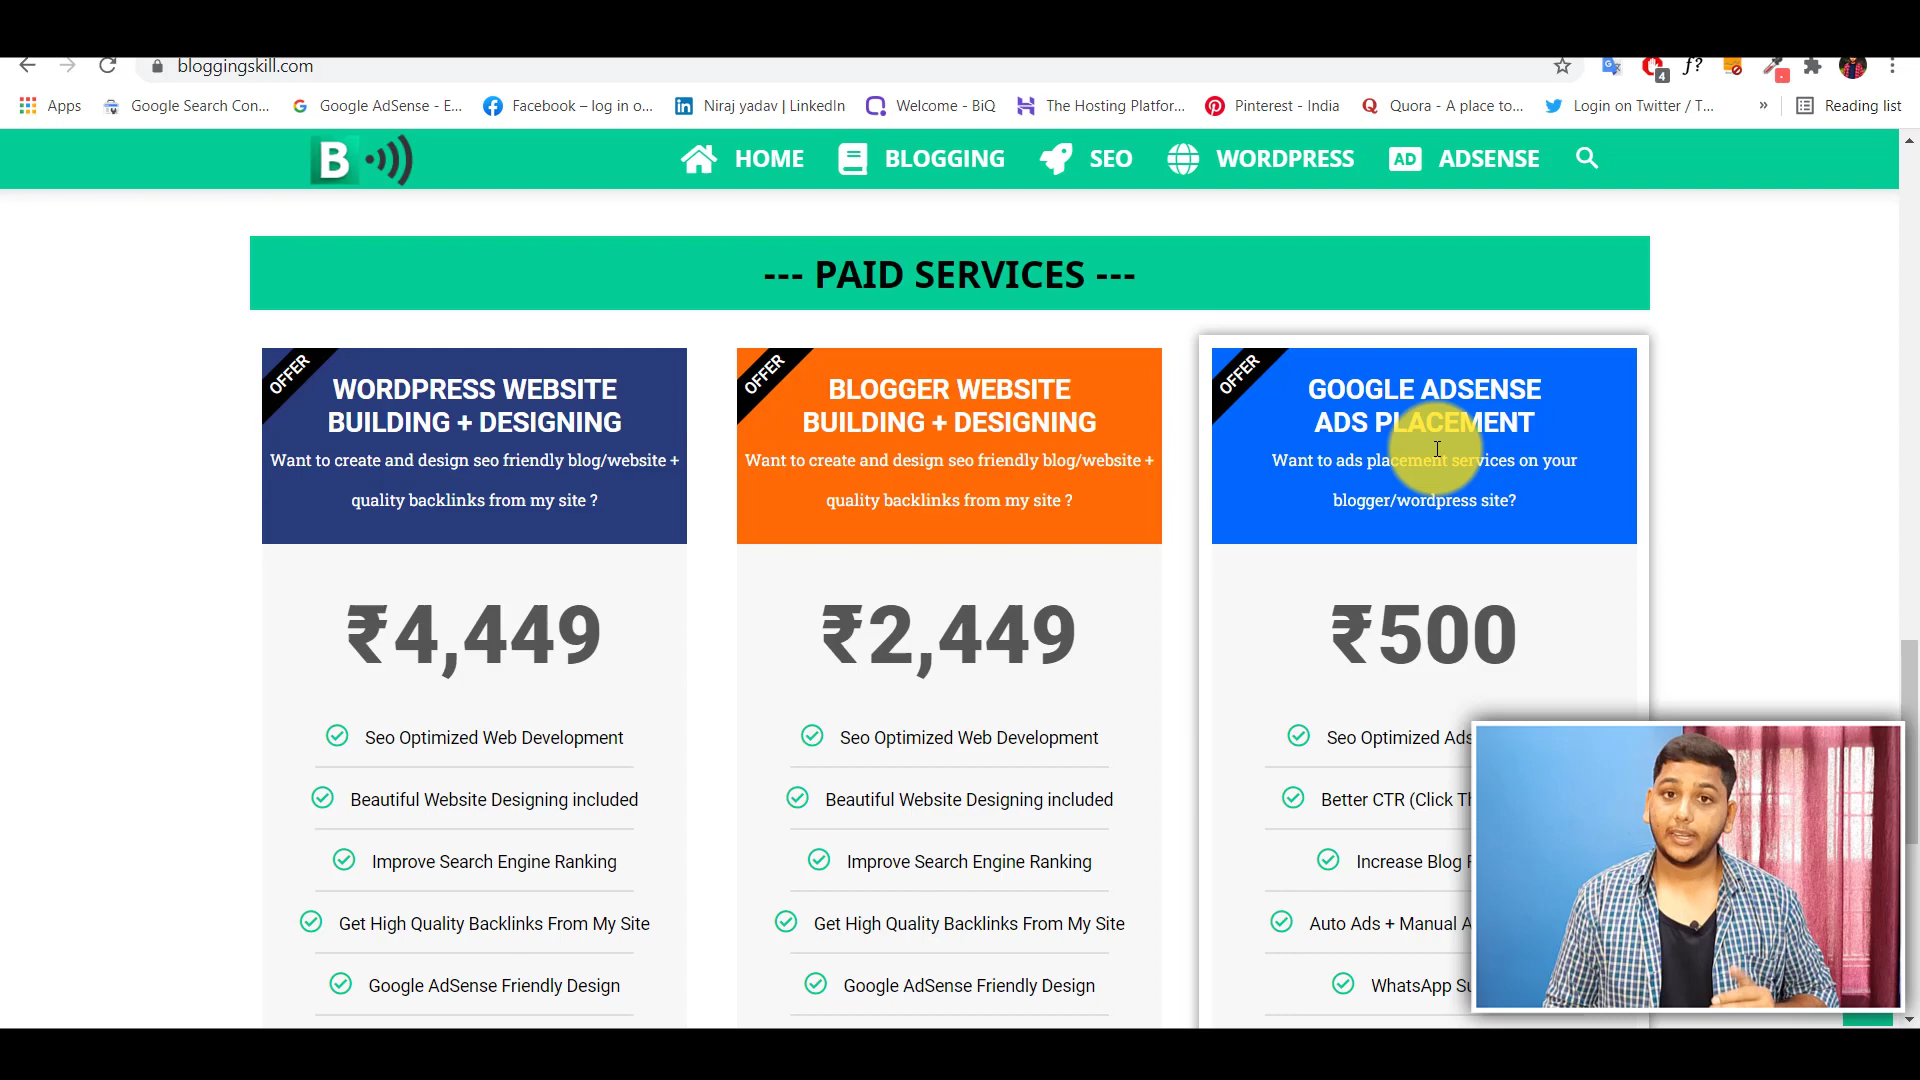 bloggingskill.com
4
f?
Apps
Google Search Con...
Google AdSense - E...
Facebook – log in o...
Niraj yadav | LinkedIn
Welcome - BiQ
The Hosting Platfor...
Pinterest - India
Quora - A place to...
Login on Twitter / T...
»
Reading list
B
HOME
BLOGGING
SEO
WORDPRESS
AD
ADSENSE
--- PAID SERVICES ---
OFFER
WORDPRESS WEBSITE
BUILDING + DESIGNING
Want to create and design seo friendly blog/website +
quality backlinks from my site ?
₹4,449
Seo Optimized Web Development
Beautiful Website Designing included
Improve Search Engine Ranking
Get High Quality Backlinks From My Site
Google AdSense Friendly Design
OFFER
BLOGGER WEBSITE
BUILDING + DESIGNING
Want to create and design seo friendly blog/website +
quality backlinks from my site ?
₹2,449
Seo Optimized Web Development
Beautiful Website Designing included
Improve Search Engine Ranking
Get High Quality Backlinks From My Site
Google AdSense Friendly Design
OFFER
GOOGLE ADSENSE
ADS PLACEMENT
Want to ads placement services on your
blogger/wordpress site?
₹500
Seo Optimized Ads
Better CTR (Click
Increase Blog
Auto Ads + Manual
WhatsApp